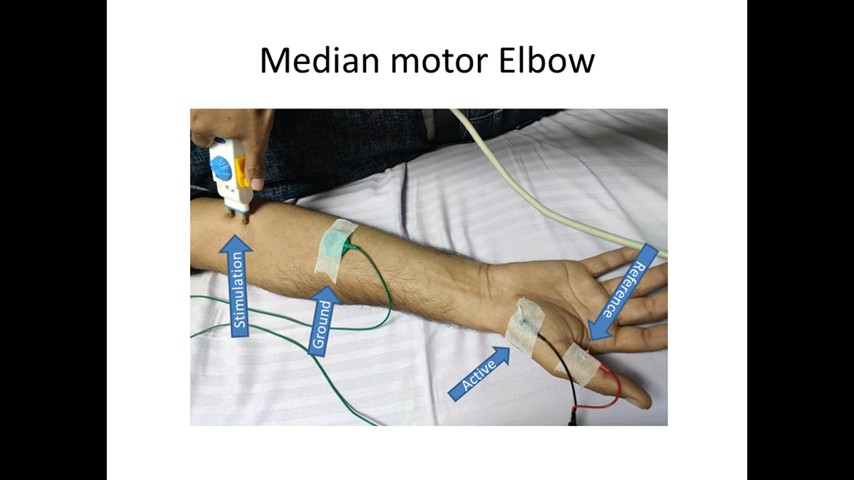 Median motor Elbow
Stimulation
Ground
Active
Reference